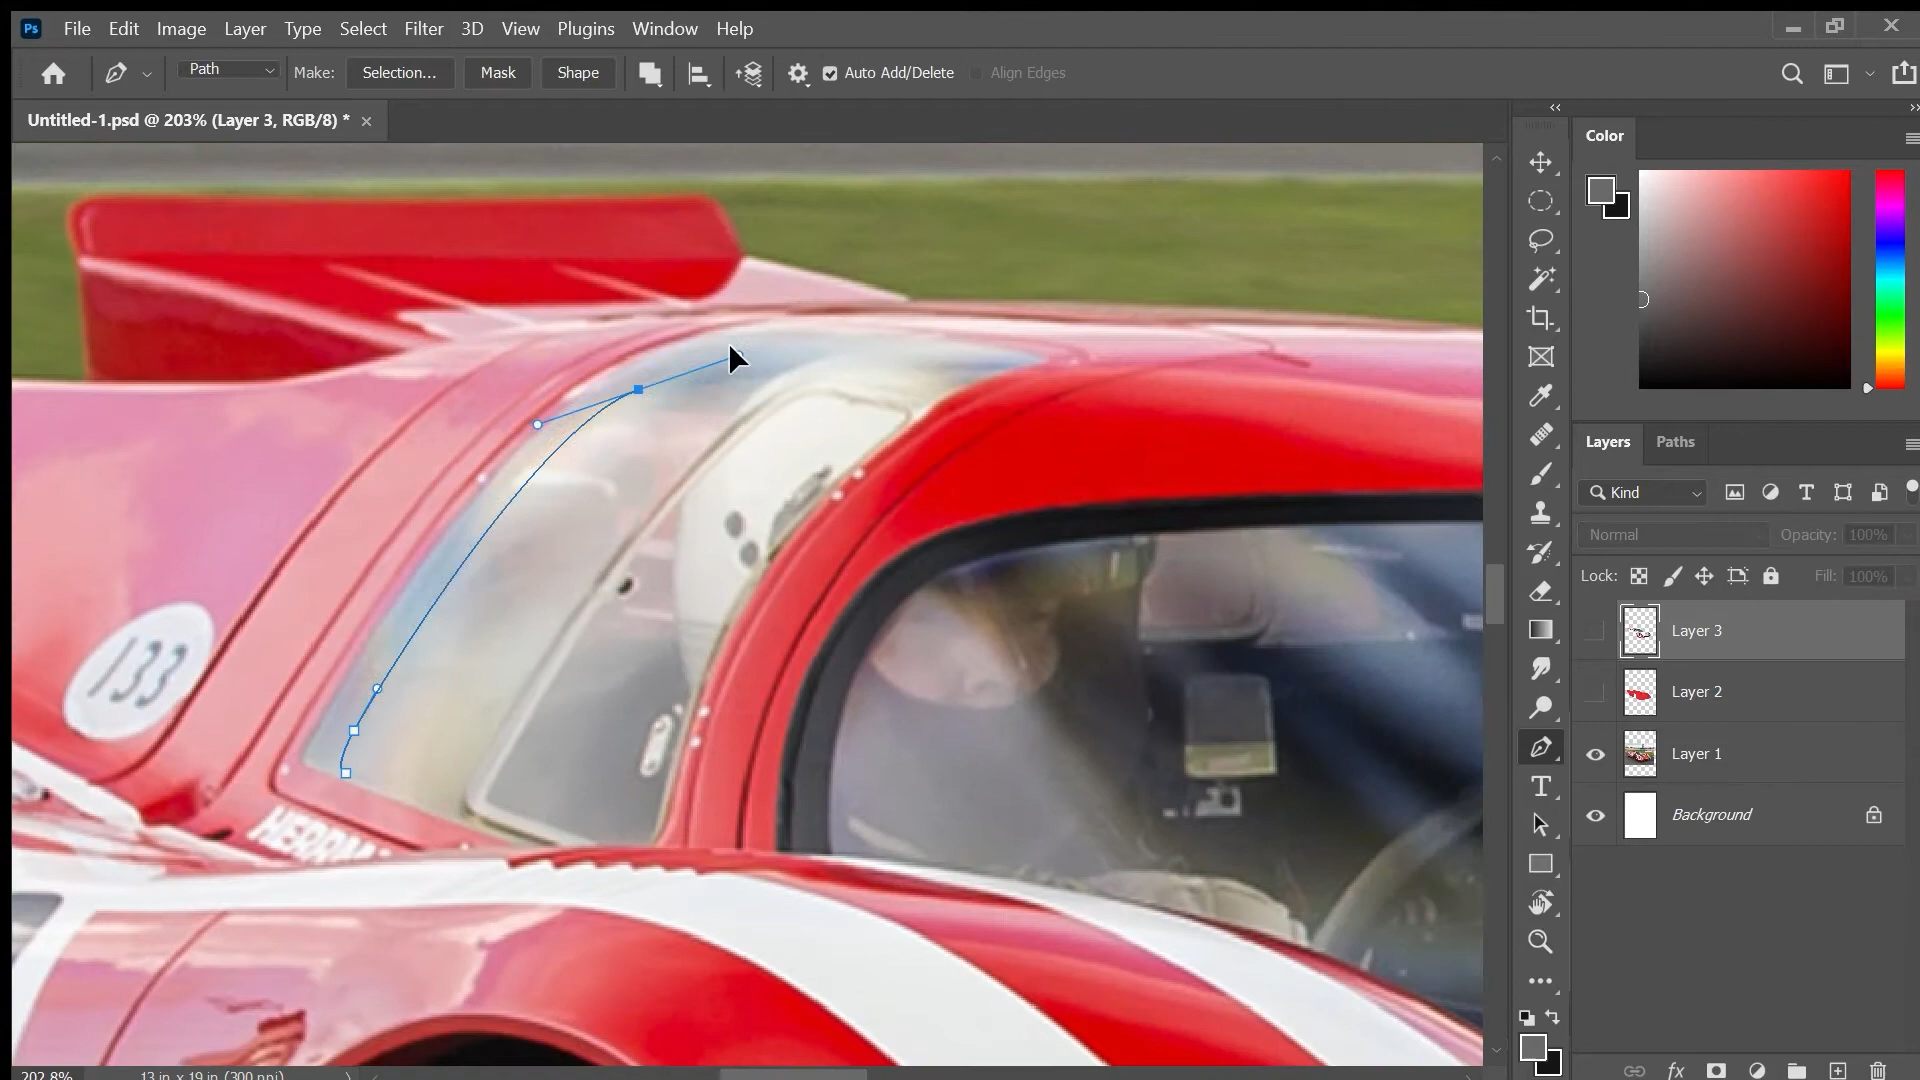 Ps File Edit Image Layer Type Select Filter 3D View Plugins Window Help
Path Make: Selection... Mask Shape Auto Add/Delete Align Edges
Untitled-1.psd @ 203% (Layer 3, RGB/8) * ×
Color
133
Layers Paths
Kind
Normal Opacity: 100%
Lock: Fill: 100%
Layer 3
Layer 2
Layer 1
Background
202.8% 13 in x 19 in (300 ppi)